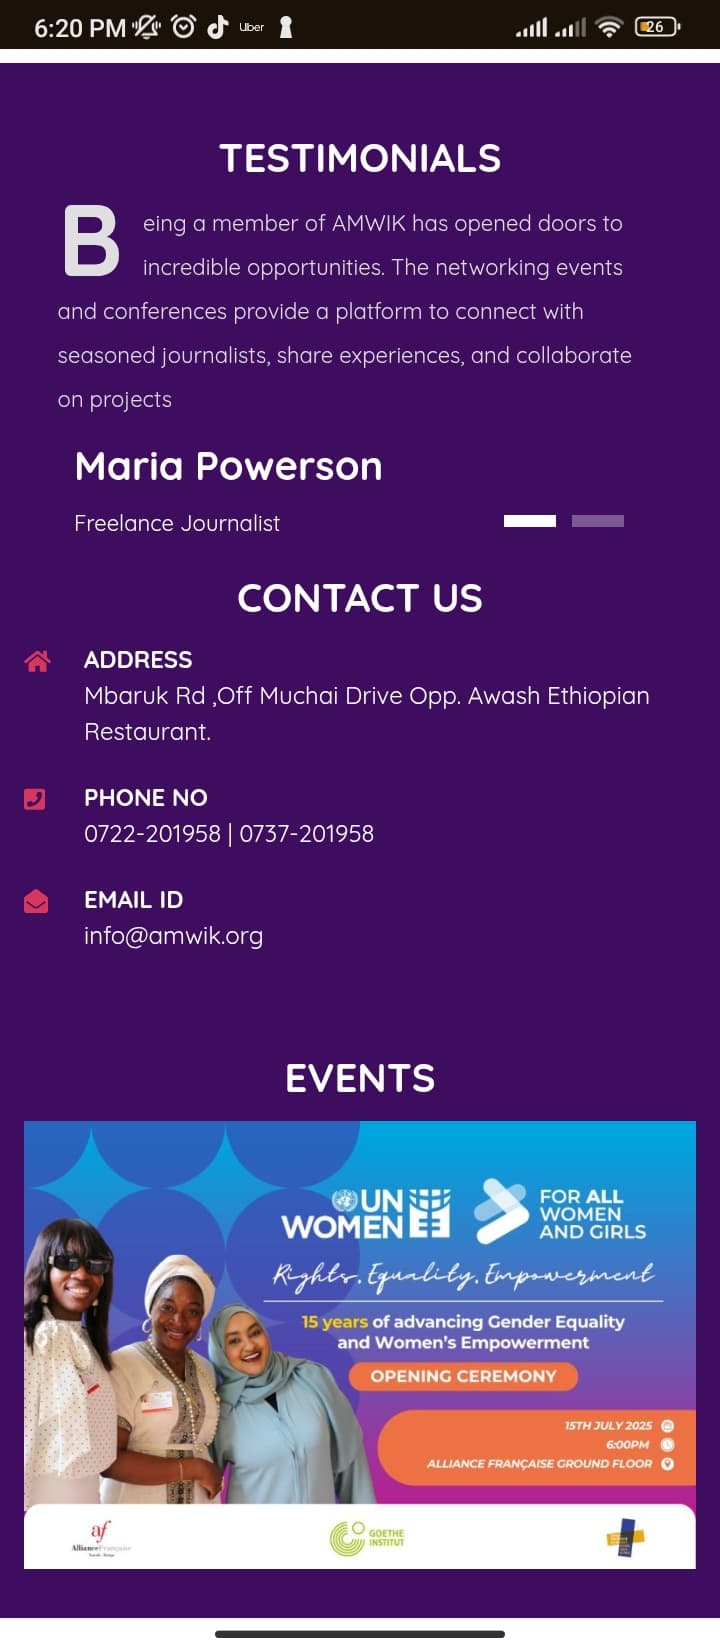 6:20 PM
Uber
26
TESTIMONIALS
Being a member of AMWIK has opened doors to
incredible opportunities. The networking events
and conferences provide a platform to connect with
seasoned journalists, share experiences, and collaborate
on projects
Maria Powerson
Freelance Journalist
CONTACT US
ADDRESS
Mbaruk Rd ,Off Muchai Drive Opp. Awash Ethiopian
Restaurant.
PHONE NO
0722-201958 | 0737-201958
EMAIL ID
info@amwik.org
EVENTS
UN
WOMEN
FOR ALL
WOMEN
AND GIRLS
Rights. Equality. Empowerment
15 years of advancing Gender Equality
and Women's Empowerment
OPENING CEREMONY
15TH JULY 2025
6:00PM
ALLIANCE FRANÇAISE GROUND FLOOR
af
AllianceFrançaise
GOETHE
INSTITUT